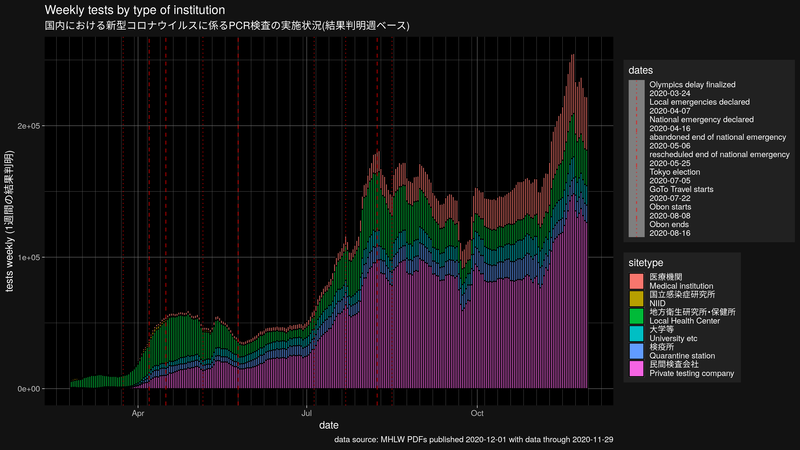 Weekly tests by type of institution
国内における新型コロナウイルスに係るPCR検査の実施状況(結果判明週ベース)
tests weekly (1週間の結果判明)
2e+05
1e+05
0e+00
Apr
Jul
Oct
date
dates
Olympics delay finalized
2020-03-24
Local emergencies declared
2020-04-07
National emergency declared
2020-04-16
abandoned end of national emergency
2020-05-06
rescheduled end of national emergency
2020-05-25
Tokyo election
2020-07-05
GoTo Travel starts
2020-07-22
Obon starts
2020-08-08
Obon ends
2020-08-16
sitetype
医療機関
Medical institution
国立感染症研究所
NIID
地方衛生研究所・保健所
Local Health Center
大学等
University etc
検疫所
Quarantine station
民間検査会社
Private testing company
data source: MHLW PDFs published 2020-12-01 with data through 2020-11-29